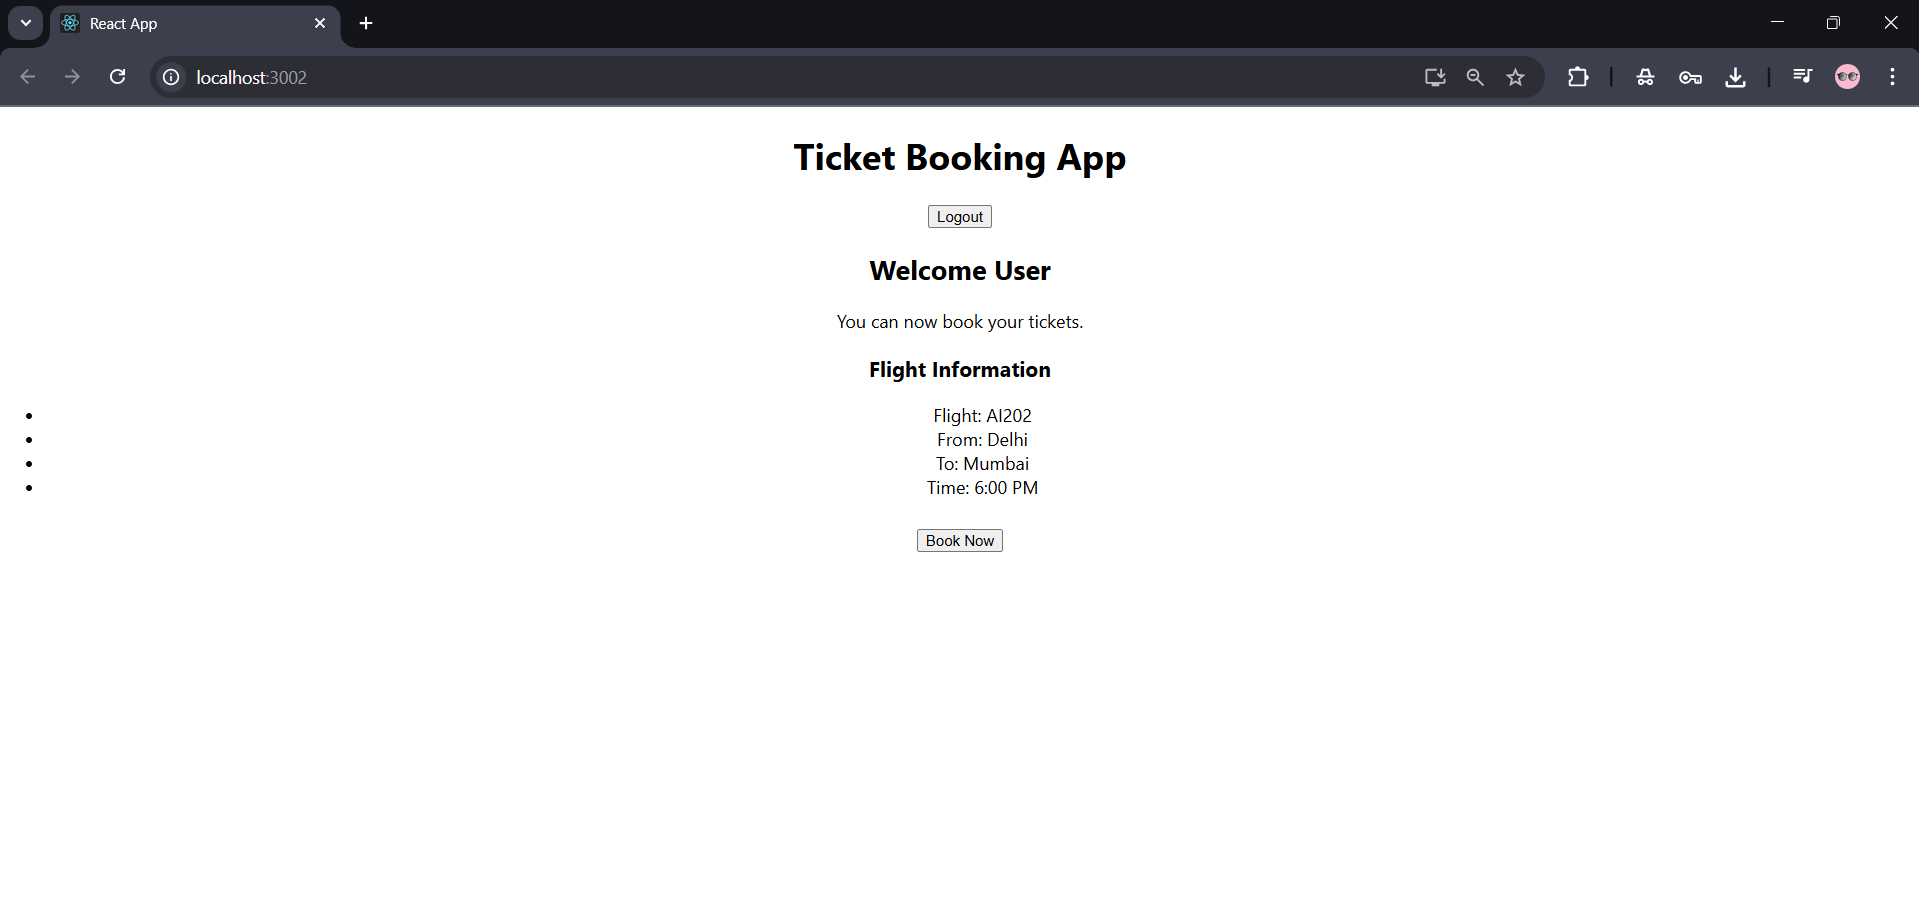 React App
localhost:3002
Ticket Booking App
Logout
Welcome User
You can now book your tickets.
Flight Information
Flight: AI202
From: Delhi
To: Mumbai
Time: 6:00 PM
Book Now